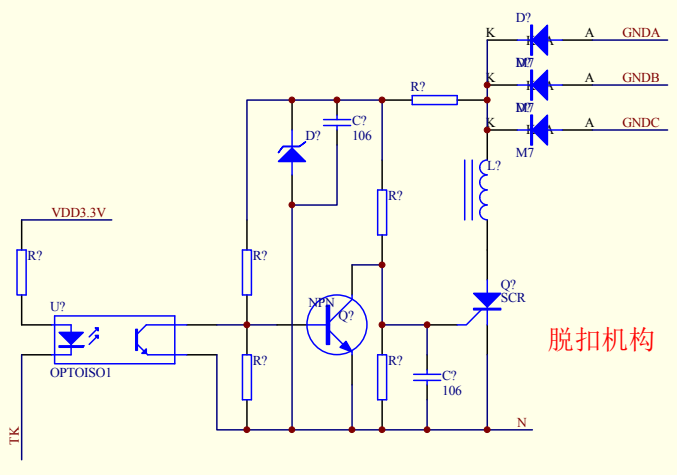 D?
K A GNDA
K A
D?
M7
K A GNDB
K A
D?
M7
K A GNDC
K A
M7
R?
C?
106
D?
L?
VDD3.3V
R?
R?
R?
Q?
SCR
U?
NPN
Q?
脱扣机构
OPTOISO1
R?
R?
C?
106
N
TK